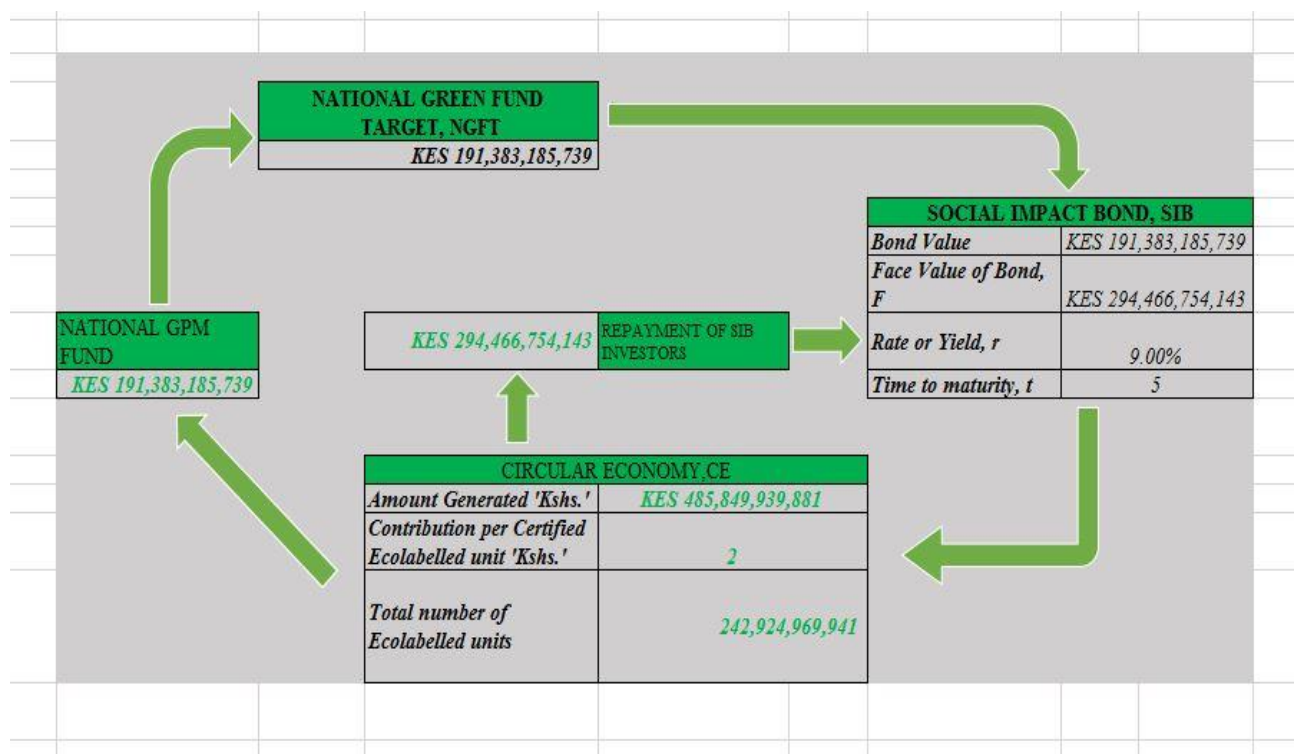 NATIONAL GREEN FUND
TARGET, NGFT
KES 191,383,185,739
SOCIAL IMPACT BOND, SIB
Bond Value KES 191,383,185,739
Face Value of Bond,
F KES 294,466,754,143
Rate or Yield, r 9.00%
Time to maturity, t 5
NATIONAL GPM
FUND
KES 191,383,185,739
KES 294,466,754,143
REPAYMENT OF SIB
INVESTORS
CIRCULAR ECONOMY,CE
Amount Generated 'Kshs.' KES 485,849,939,881
Contribution per Certified
Ecolabelled unit 'Kshs.' 2
Total number of
Ecolabelled units 242,924,969,941